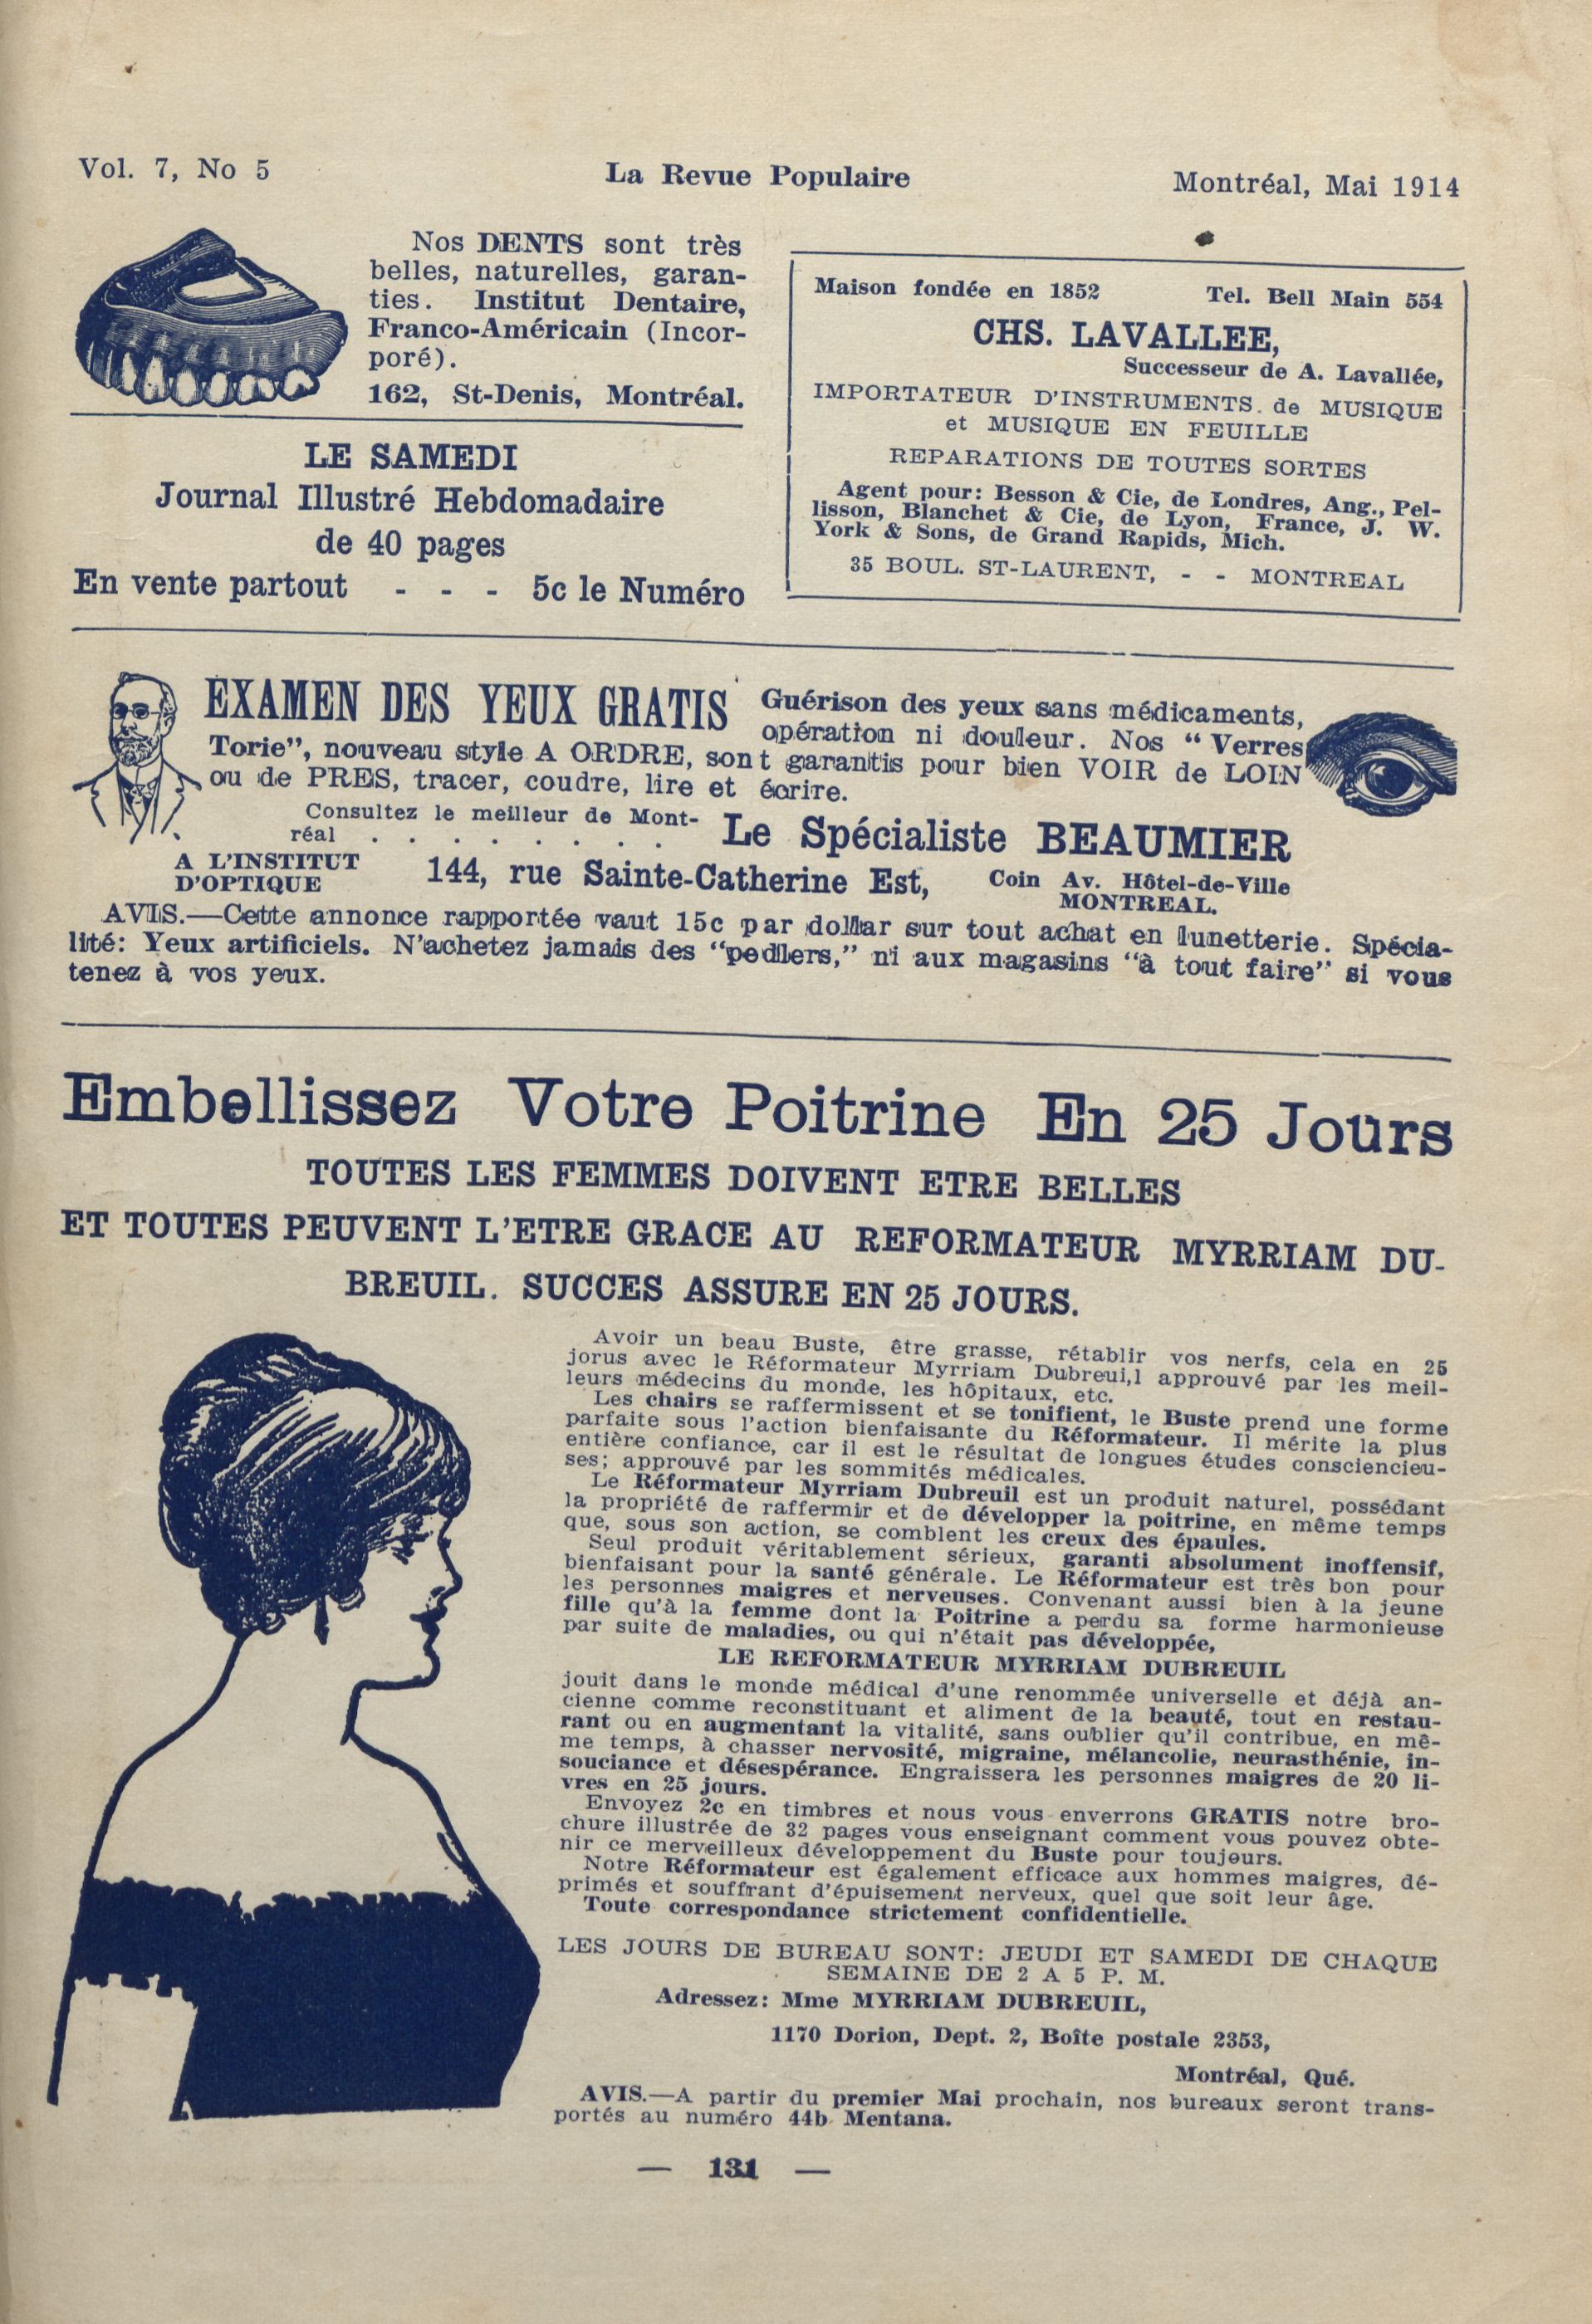 Vol. 7, No 5
La Revue Populaire
Montréal, Mai 1914
Nos DENTS sont très
belles, naturelles, garan-
ties. Institut Dentaire,
Franco-Américain (Incor-
poré).
162, St-Denis, Montréal.
LE SAMEDI
Journal Illustré Hebdomadaire
de 40 pages
En vente partout - - - 5c le Numéro
Maison fondée en 1852 Tel. Bell Main 554
CHS. LAVALLEE,
Successeur de A. Lavallée,
IMPORTATEUR D'INSTRUMENTS de MUSIQUE
et MUSIQUE EN FEUILLE
REPARATIONS DE TOUTES SORTES
Agent pour: Besson & Cie, de Londres, Ang., Pel-
lisson, Blanchet & Cie, de Lyon, France, J. W.
York & Sons, de Grand Rapids, Mich.
35 BOUL. ST-LAURENT, - - MONTREAL
EXAMEN DES YEUX GRATIS Guérison des yeux sans médicaments,
opération ni douleur. Nos "Verres
Torie", nouveau style A ORDRE, sont garantis pour bien VOIR de LOIN
ou de PRES, tracer, coudre, lire et écrire.
Consultez le meilleur de Mont-
réal . . . . . . . . Le Spécialiste BEAUMIER
A L'INSTITUT
D'OPTIQUE
144, rue Sainte-Catherine Est,
Coin Av. Hôtel-de-Ville
MONTREAL.
AVIS.—Cette annonce rapportée vaut 15c par dollar sur tout achat en lunetterie. Spécia-
lité: Yeux artificiels. N'achetez jamais des "pedlers," ni aux magasins "à tout faire" si vous
tenez à vos yeux.
Embellissez Votre Poitrine En 25 Jours
TOUTES LES FEMMES DOIVENT ETRE BELLES
ET TOUTES PEUVENT L'ETRE GRACE AU REFORMATEUR MYRRIAM DU-
BREUIL. SUCCES ASSURE EN 25 JOURS.
Avoir un beau Buste, être grasse, rétablir vos nerfs, cela en 25
jorus avec le Réformateur Myrriam Dubreui,l approuvé par les meil-
leurs médecins du monde, les hôpitaux, etc.
Les chairs se raffermissent et se tonifient, le Buste prend une forme
parfaite sous l'action bienfaisante du Réformateur. Il mérite la plus
entière confiance, car il est le résultat de longues études consciencieu-
ses; approuvé par les sommités médicales.
Le Réformateur Myrriam Dubreuil est un produit naturel, possédant
la propriété de raffermir et de développer la poitrine, en même temps
que, sous son action, se comblent les creux des épaules.
Seul produit véritablement sérieux, garanti absolument inoffensif,
bienfaisant pour la santé générale. Le Réformateur est très bon pour
les personnes maigres et nerveuses. Convenant aussi bien à la jeune
fille qu'à la femme dont la Poitrine a perdu sa forme harmonieuse
par suite de maladies, ou qui n'était pas développée,
LE REFORMATEUR MYRRIAM DUBREUIL
jouit dans le monde médical d'une renommée universelle et déjà an-
cienne comme reconstituant et aliment de la beauté, tout en restau-
rant ou en augmentant la vitalité, sans oublier qu'il contribue, en mê-
me temps, à chasser nervosité, migraine, mélancolie, neurasthénie, in-
souciance et désespérance. Engraissera les personnes maigres de 20 li-
vres en 25 jours.
Envoyez 2c en timbres et nous vous enverrons GRATIS notre bro-
chure illustrée de 32 pages vous enseignant comment vous pouvez obte-
nir ce merveilleux développement du Buste pour toujours.
Notre Réformateur est également efficace aux hommes maigres, dé-
primés et souffrant d'épuisement nerveux, quel que soit leur âge.
Toute correspondance strictement confidentielle.
LES JOURS DE BUREAU SONT: JEUDI ET SAMEDI DE CHAQUE
SEMAINE DE 2 A 5 P. M.
Adressez: Mme MYRRIAM DUBREUIL,
1170 Dorion, Dept. 2, Boîte postale 2353,
Montréal, Qué.
AVIS.—A partir du premier Mai prochain, nos bureaux seront trans-
portés au numéro 44b Mentana.
— 131 —